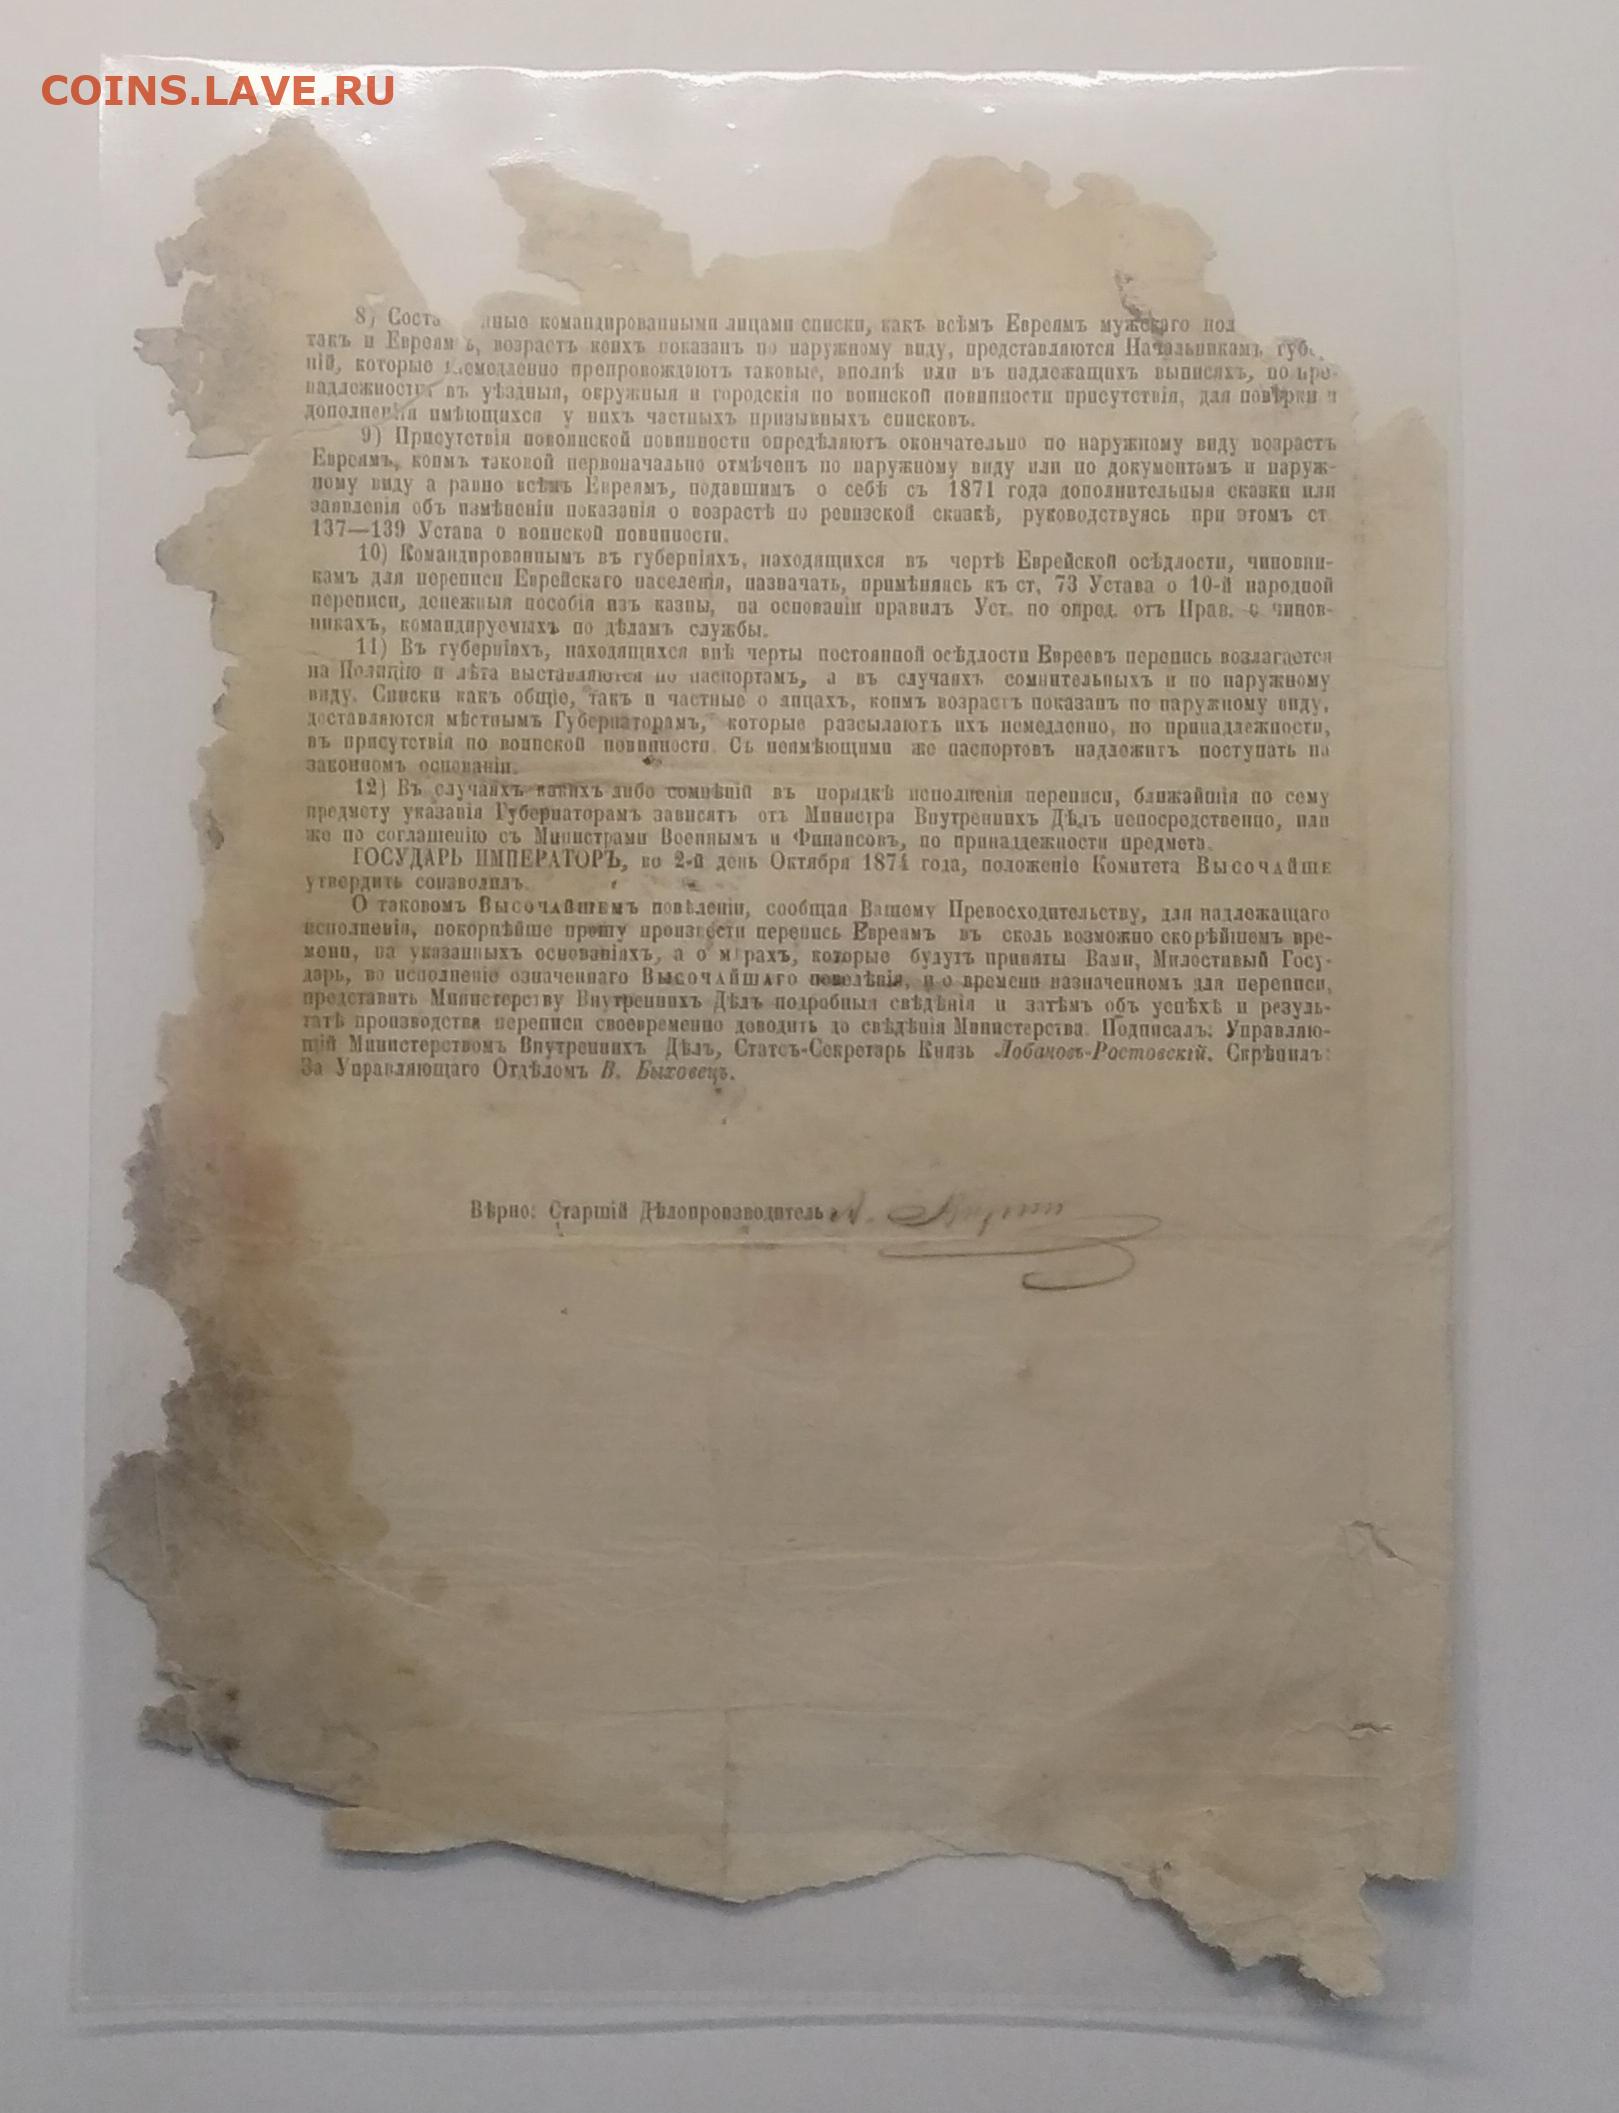 COINS.LAVE.RU
8) Соста ные командированными лицами списки, какъ всѣмъ Евреямъ мужскаго пол
такъ и Евреям ъ, возрастъ коихъ показанъ по наружному виду, представляются Начальникамъ губе
ній, которые емедленно препровождаютъ таковые, вполнѣ или въ надлежащихъ выписяхъ, по при-
надлежности въ уѣздныя, окружныя и городскія по воинской повинности присутствія, для повѣрки и
дополненія имѣющихся у нихъ частныхъ призывныхъ списковъ.
9) Присутствія повоинской повинности опредѣляютъ окончательно по наружному виду возрастъ
Евреямъ, коимъ таковой первоначально отмѣченъ по наружному виду или по документамъ и наруж-
ному виду а равно всѣмъ Евреямъ, подавшимъ о себѣ съ 1871 года дополнительныя сказки или
заявленія объ измѣненіи показанія о возрастѣ по ревизской сказкѣ, руководствуясь при этомъ ст.
137—139 Устава о воинской повинности.
10) Командированнымъ въ губерніяхъ, находящихся въ чертѣ Еврейской осѣдлости, чиновни-
камъ для переписи Еврейскаго населенія, назначать, примѣняясь къ ст. 73 Устава о 10-й народной
переписи, денежныя пособія изъ казны, на основаніи правилъ Уст. по опред. отъ Прав. о чинов-
никахъ, командируемыхъ по дѣламъ службы.
11) Въ губерніяхъ, находящихся внѣ черты постоянной осѣдлости Евреевъ перепись возлагается
на Полицію и лѣта выставляются по паспортамъ, а въ случаяхъ сомнительныхъ и по наружному
виду. Списки какъ общіе, такъ и частные о лицахъ, коимъ возрастъ показанъ по наружному виду,
доставляются мѣстнымъ Губернаторамъ, которые разсылаютъ ихъ немедленно, по принадлежности,
въ присутствія по воинской повинности. Съ неимѣющими же паспортовъ надлежитъ поступать на
законномъ основаніи.
12) Въ случаяхъ какихъ либо сомнѣній въ порядкѣ исполненія переписи, ближайшія по сему
предмету указанія Губернаторамъ зависятъ отъ Министра Внутреннихъ Дѣлъ непосредственно, или
же по соглашенію съ Министрами Военнымъ и Финансовъ, по принадлежности предмета.
ГОСУДАРЬ ИМПЕРАТОРЪ, во 2-й день Октября 1874 года, положеніе Комитета Высочайше
утвердить соизволилъ.
О таковомъ Высочайшемъ повѣленіи, сообщая Вашему Превосходительству, для надлежащаго
исполненія, покорнѣйше прошу произвести перепись Евреямъ въ сколь возможно скорѣйшемъ вре-
мени, на указанныхъ основаніяхъ, а о м рахъ, которые будутъ приняты Вами, Милостивый Госу-
дарь, во исполненіе означеннаго Высочайшаго повелѣнія, и о времени назначенномъ для переписи,
представить Министерству Внутреннихъ Дѣлъ подробныя свѣдѣнія и затѣмъ объ успѣхѣ и резуль-
татѣ производства переписи своевременно доводить до свѣдѣнія Министерства. Подписалъ: Управляю-
щій Министерствомъ Внутреннихъ Дѣлъ, Статсъ-Секретарь Князь Лобановъ-Ростовскій. Скрѣпилъ:
За Управляющаго Отдѣломъ В. Быховецъ.
Вѣрно: Старшій Дѣлопроизводитель